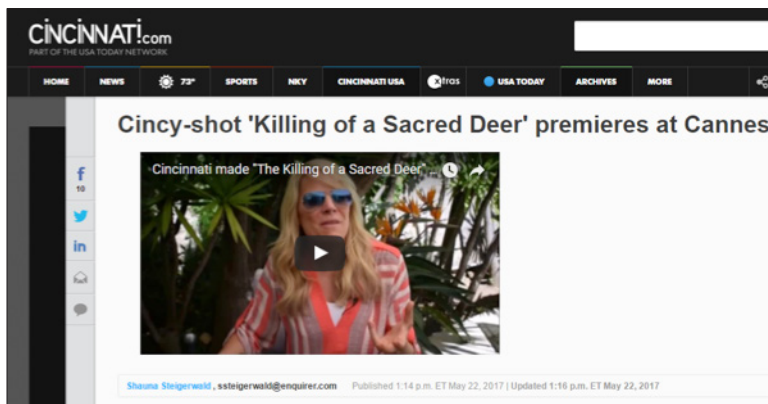 CiNCiNNAT!.com
PART OF THE USA TODAY NETWORK
HOME NEWS 73° SPORTS NKY CINCINNATI USA Xtras USA TODAY ARCHIVES MORE
Cincy-shot 'Killing of a Sacred Deer' premieres at Cannes
Cincinnati made "The Killing of a Sacred Deer" ...
f
10
in
Shauna Steigerwald , ssteigerwald@enquirer.com Published 1:14 p.m. ET May 22, 2017 | Updated 1:16 p.m. ET May 22, 2017